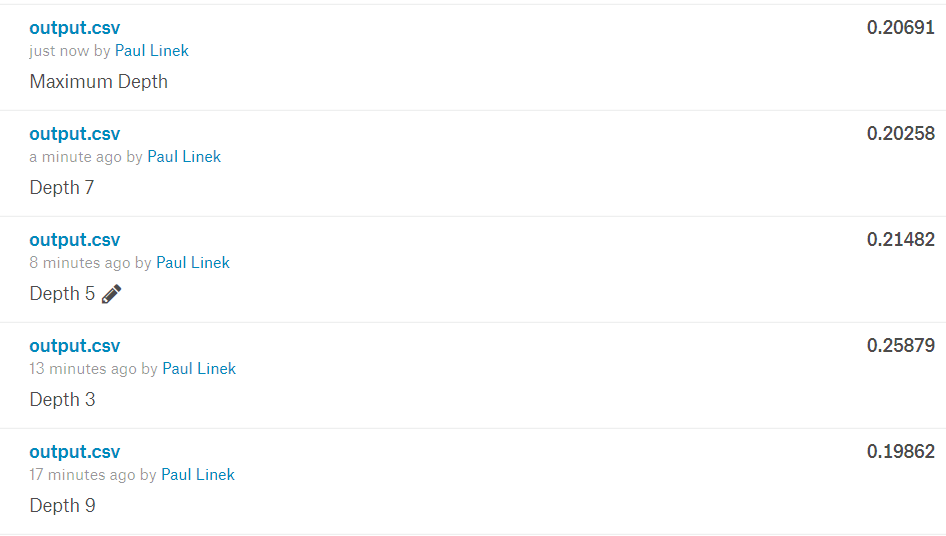 output.csv 0.20691
just now by Paul Linek
Maximum Depth
output.csv 0.20258
a minute ago by Paul Linek
Depth 7
output.csv 0.21482
8 minutes ago by Paul Linek
Depth 5
output.csv 0.25879
13 minutes ago by Paul Linek
Depth 3
output.csv 0.19862
17 minutes ago by Paul Linek
Depth 9